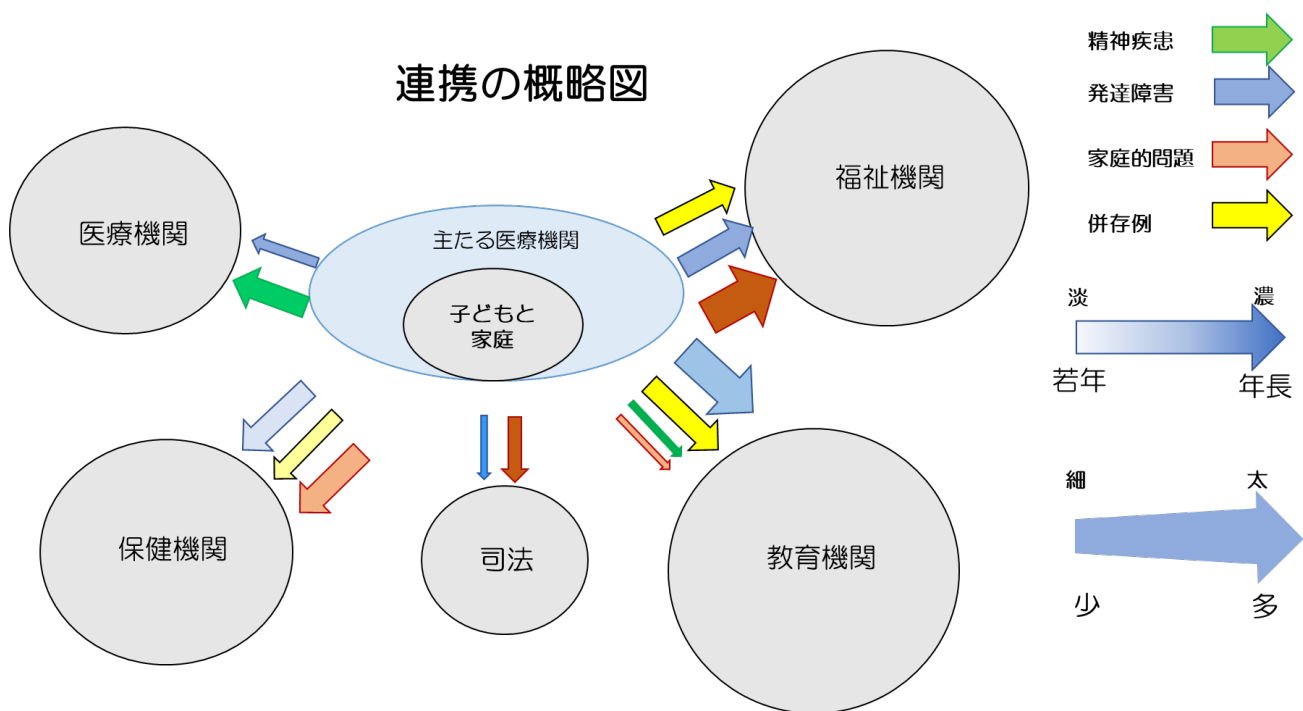 連携の概略図
医療機関
主たる医療機関
子どもと
家庭
福祉機関
保健機関
司法
教育機関
精神疾患
発達障害
家庭的問題
併存例
淡 濃
若年 年長
細 太
少 多